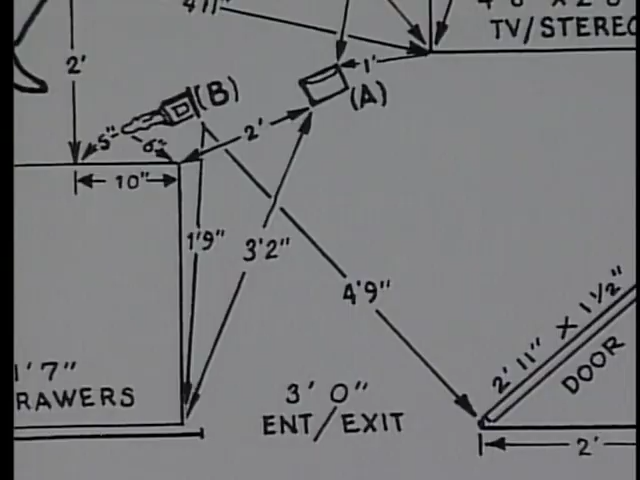 TV/STEREO
2'
1'
(B)
(A)
5"
6"
2'
10"
1'9"
3'2"
4'9"
2' 11" X 1½"
DOOR
1' 7"
RAWERS
3' 0"
ENT/EXIT
2'